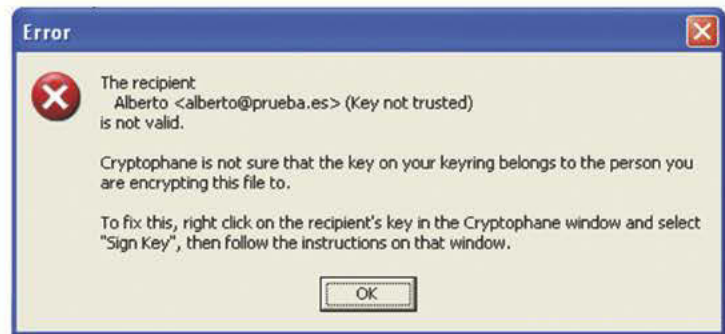 Error
The recipient
Alberto <alberto@prueba.es> (Key not trusted)
is not valid.
Cryptophane is not sure that the key on your keyring belongs to the person you
are encrypting this file to.
To fix this, right click on the recipient's key in the Cryptophane window and select
"Sign Key", then follow the instructions on that window.
OK